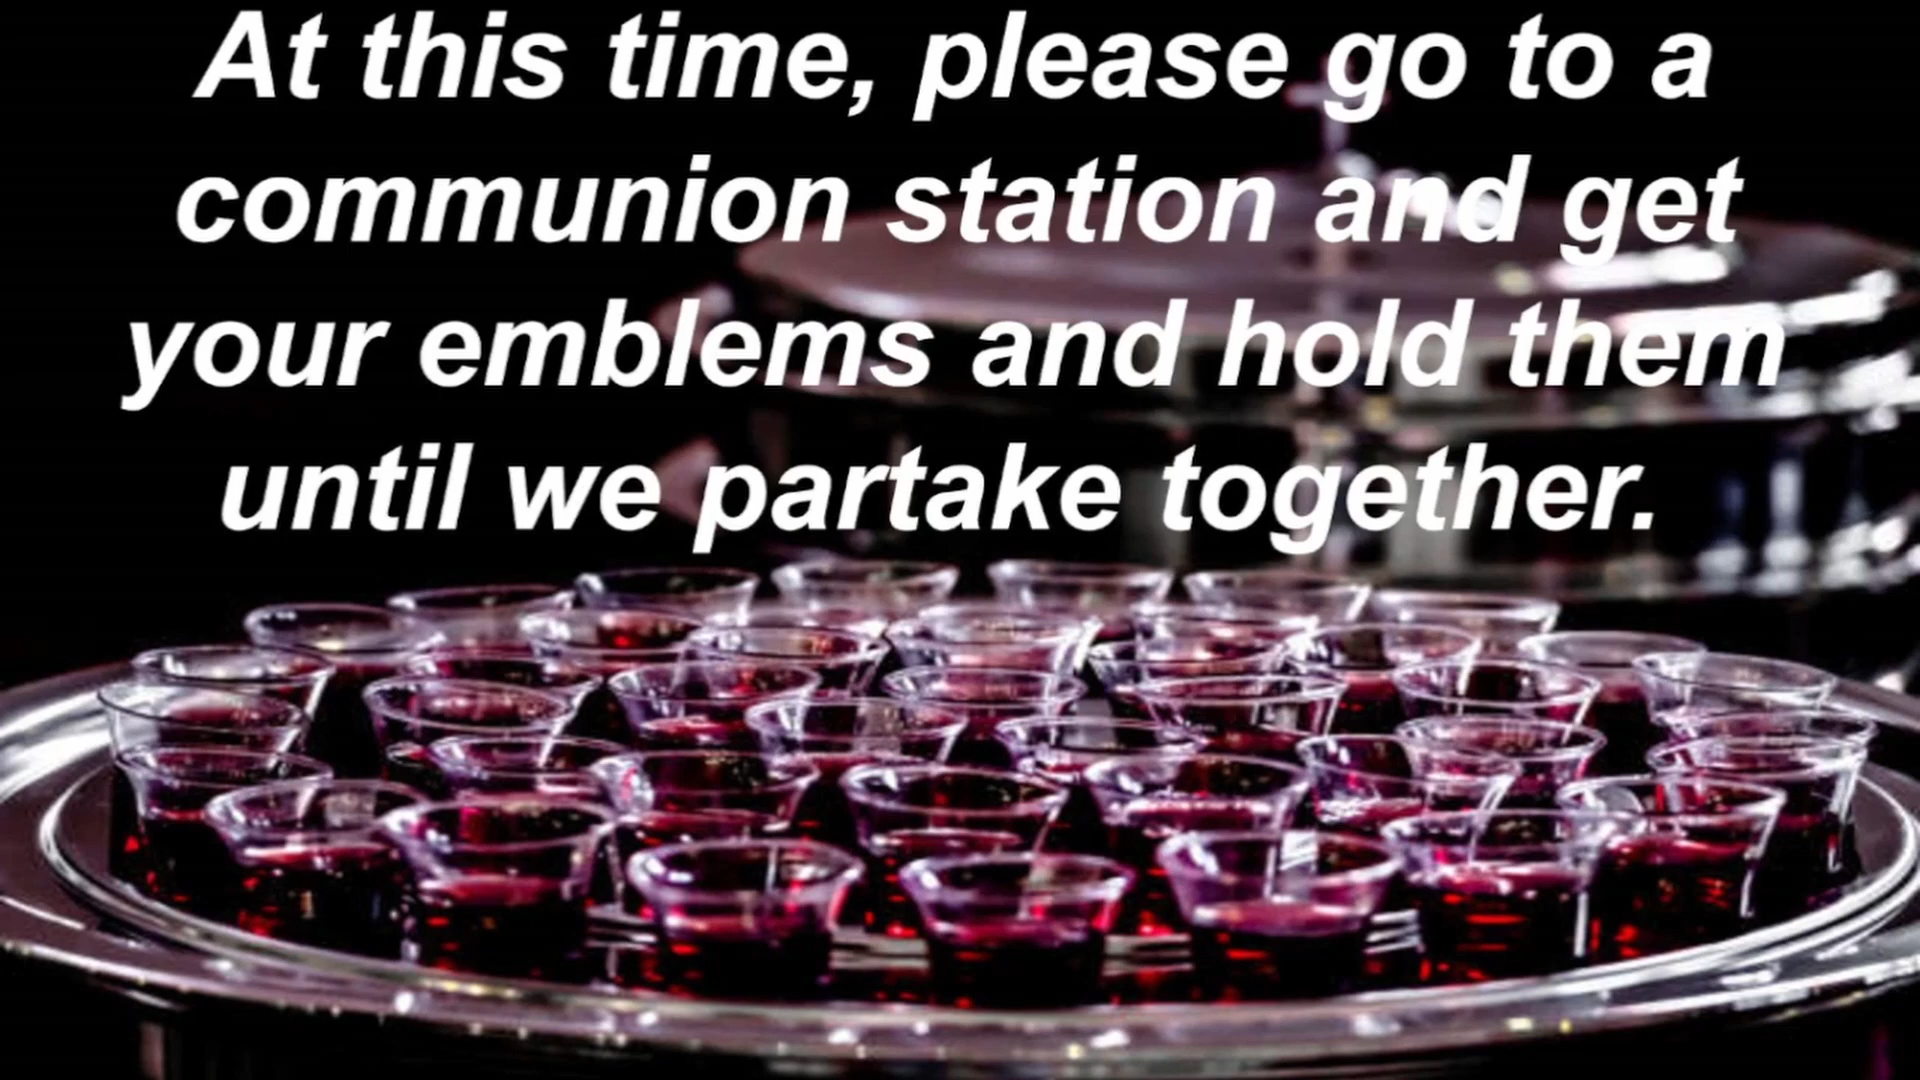 At this time, please go to a
communion station and get
your emblems and hold them
until we partake together.